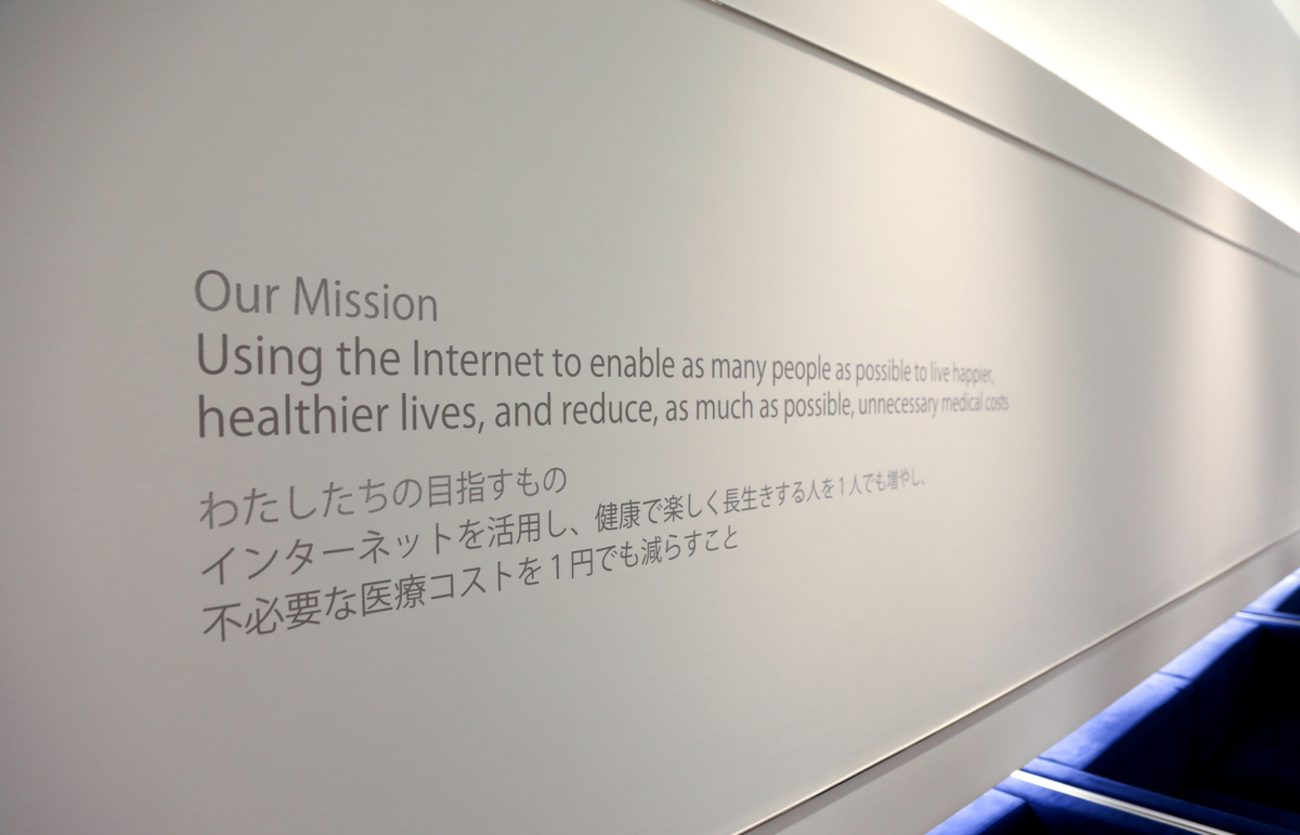 Our Mission
Using the Internet to enable as many people as possible to live happier,
healthier lives, and reduce, as much as possible, unnecessary medical costs
わたしたちの目指すもの
インターネットを活用し、健康で楽しく長生きする人を1人でも増やし、
不必要な医療コストを1円でも減らすこと